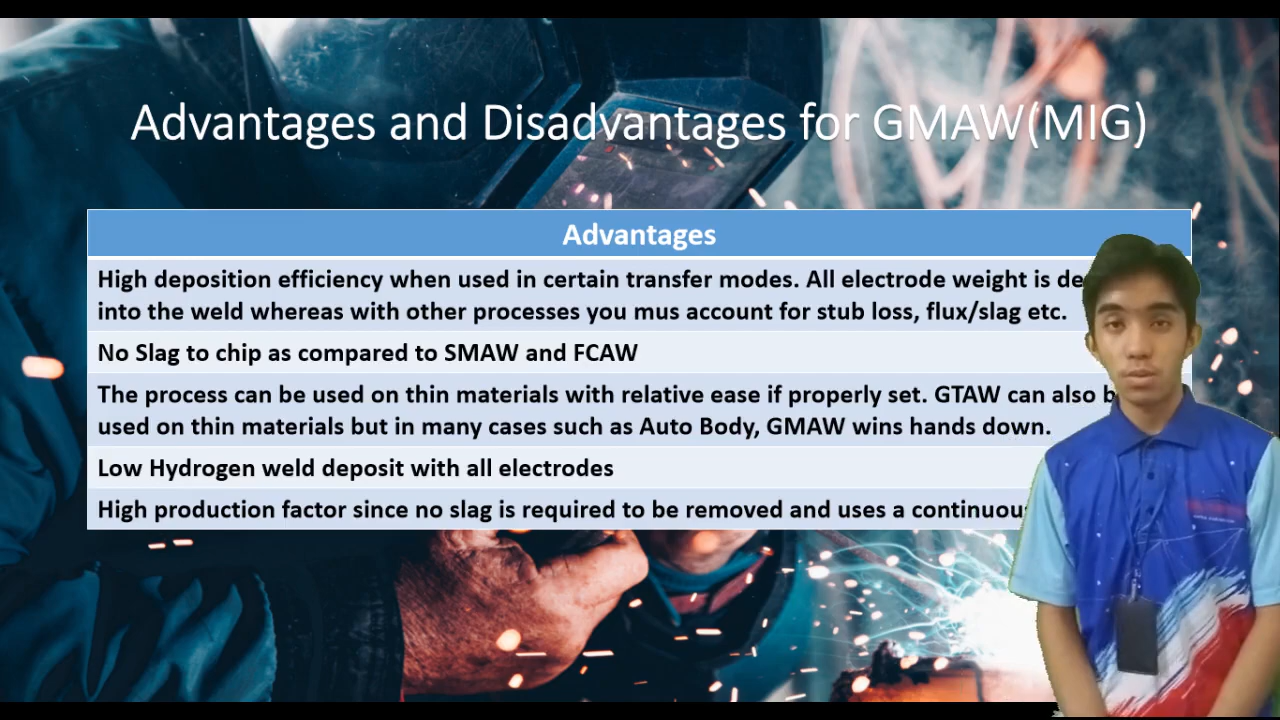 Advantages and Disadvantages for GMAW(MIG)
Advantages
High deposition efficiency when used in certain transfer modes. All electrode weight is
into the weld whereas with other processes you mus account for stub loss, flux/slag etc.
No Slag to chip as compared to SMAW and FCAW
The process can be used on thin materials with relative ease if properly set. GTAW can also
used on thin materials but in many cases such as Auto Body, GMAW wins hands down.
Low Hydrogen weld deposit with all electrodes
High production factor since no slag is required to be removed and uses a